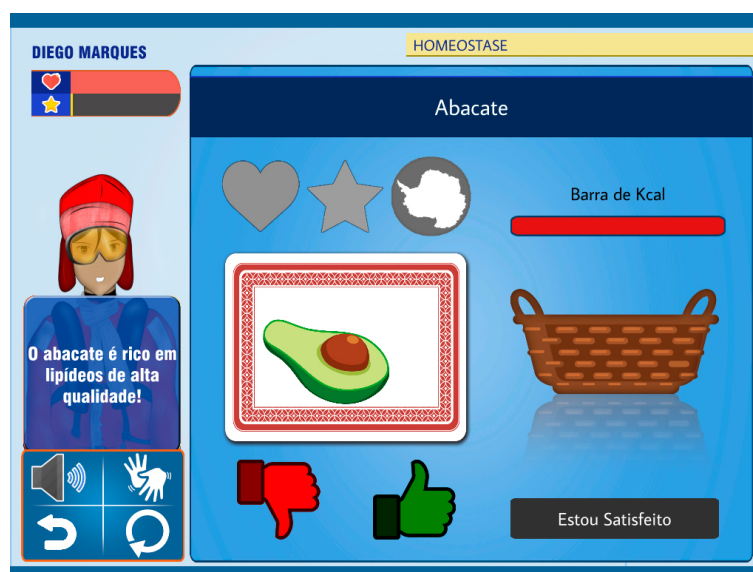 DIEGO MARQUES
HOMEOSTASE
Abacate
Barra de Kcal
O abacate é rico em
lipídeos de alta
qualidade!
Estou Satisfeito